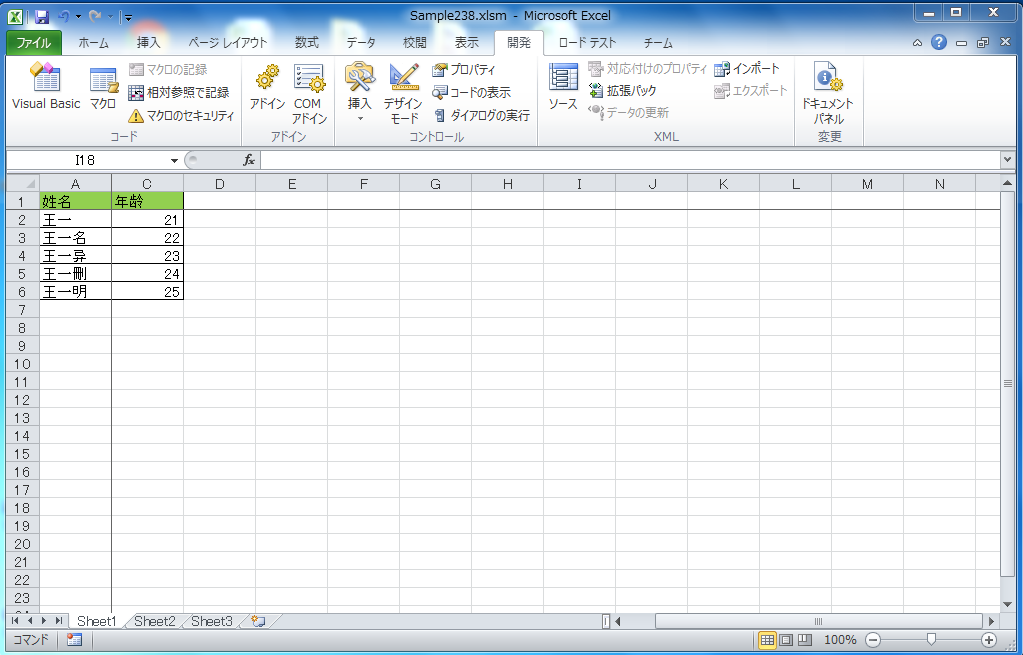 Sample238.xlsm - Microsoft Excel
ファイル ホーム 挿入 ページ レイアウト 数式 データ 校閲 表示 開発 ロード テスト チーム
Visual Basic マクロ マクロの記録 相対参照で記録 マクロのセキュリティ
コード
アドイン COM アドイン
アドイン
挿入 デザイン モード プロパティ コードの表示 ダイアログの実行
コントロール
ソース 対応付けのプロパティ 拡張パック データの更新 インポート エクスポート
XML
ドキュメント パネル
変更
I18 fx
A C D E F G H I J K L M N
1 姓名 年龄
2 王一 21
3 王一名 22
4 王一异 23
5 王一刪 24
6 王一明 25
7
8
9
10
11
12
13
14
15
16
17
18
19
20
21
22
23
Sheet1 Sheet2 Sheet3
コマンド 100%